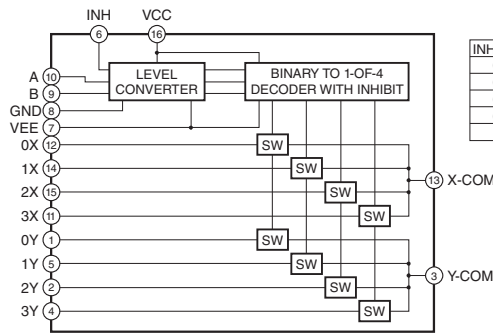 INH VCC
6 16
INH
A 10
B 9
GND 8
VEE 7
LEVEL
CONVERTER
BINARY TO 1-OF-4
DECODER WITH INHIBIT
0X 12
SW
1X 14
SW
13 X-COM
2X 15
SW
3X 11
SW
0Y 1
SW
1Y 5
SW
3 Y-COM
2Y 2
SW
3Y 4
SW